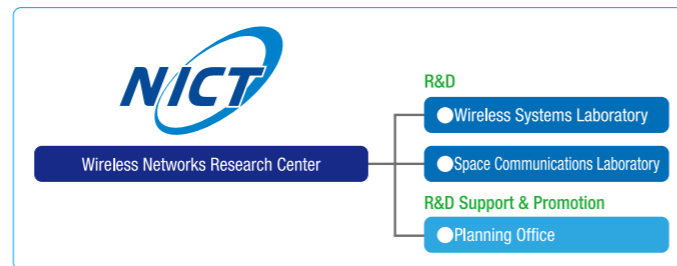 NICT
Wireless Networks Research Center
R&D
Wireless Systems Laboratory
Space Communications Laboratory
R&D Support & Promotion
Planning Office